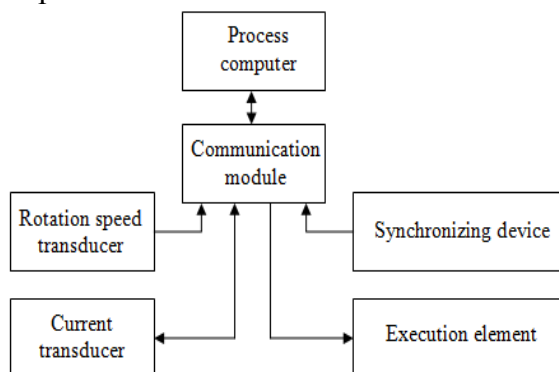 Process
computer
Communication
module
Rotation speed
transducer
Synchronizing device
Current
transducer
Execution element